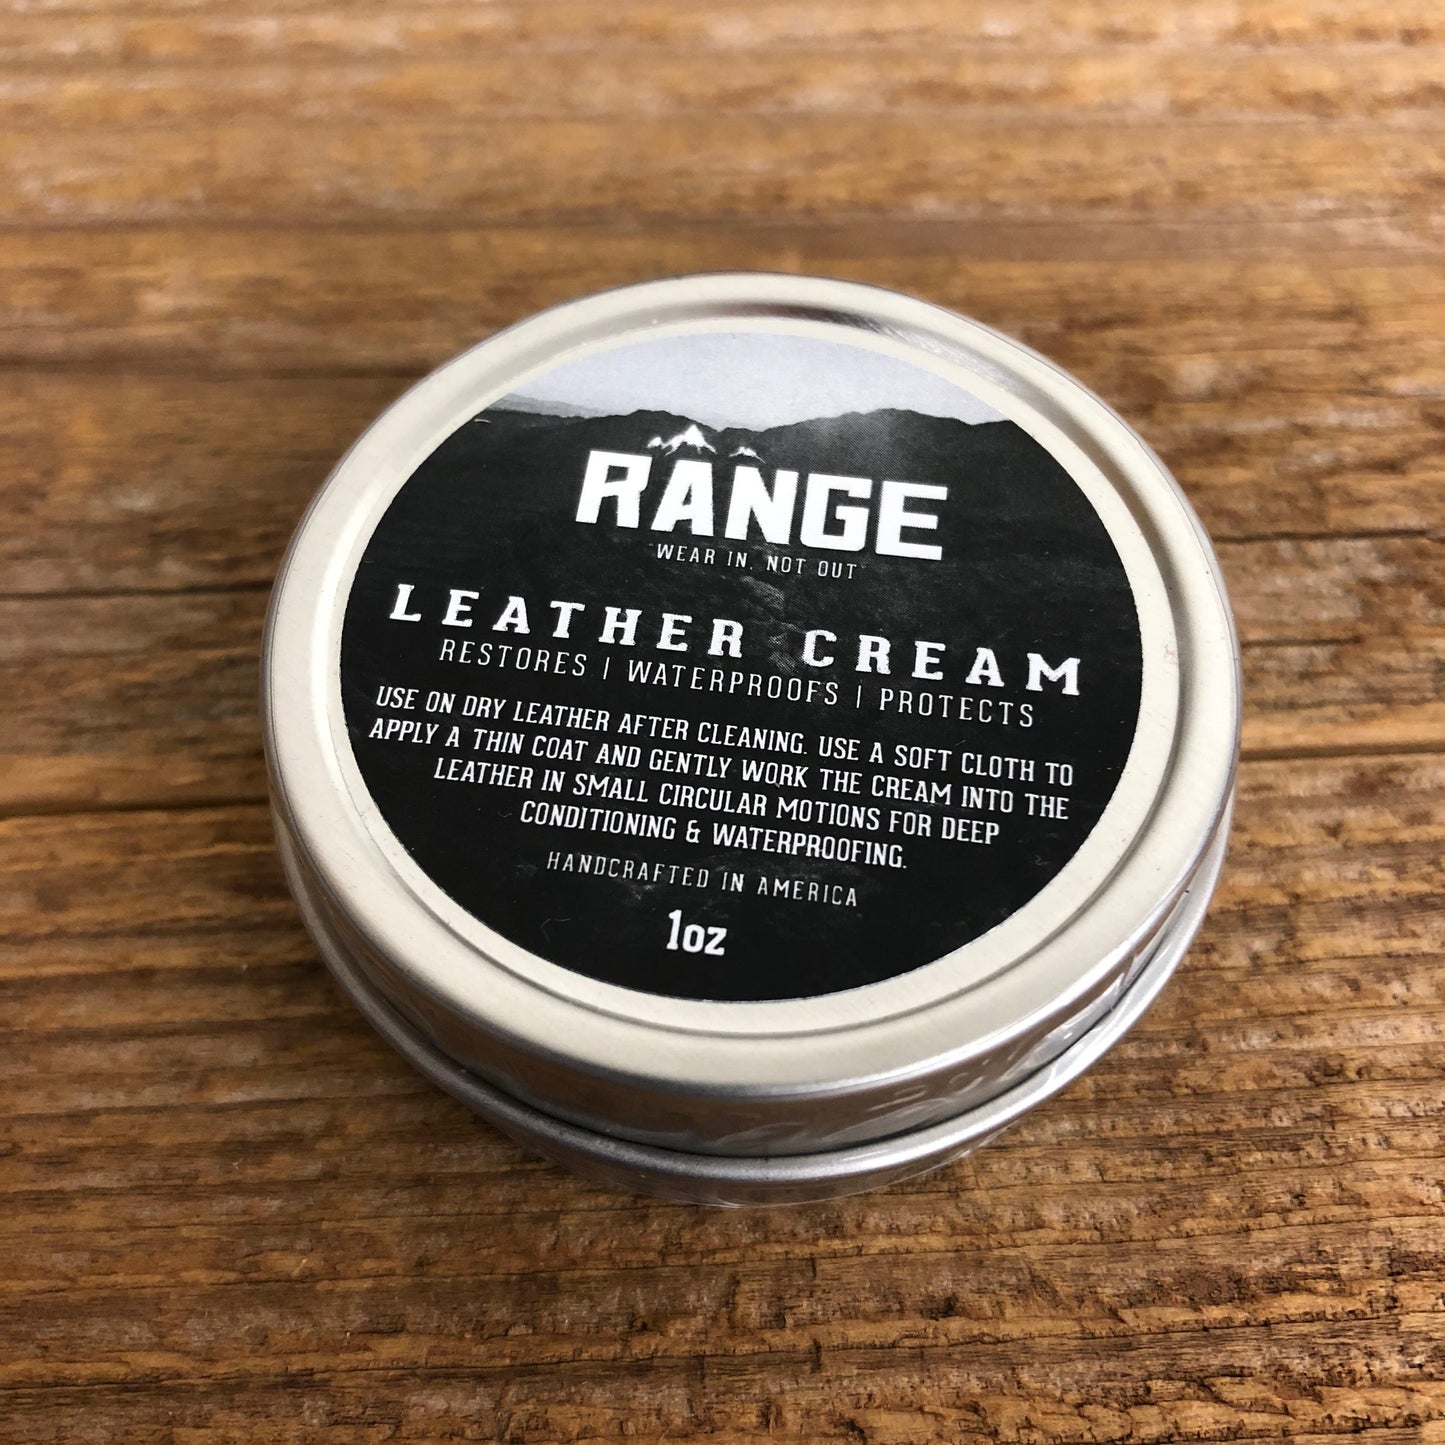 RANGE
WEAR IN, NOT OUT
LEATHER CREAM
RESTORES | WATERPROOFS | PROTECTS
USE ON DRY LEATHER AFTER CLEANING. USE A SOFT CLOTH TO
APPLY A THIN COAT AND GENTLY WORK THE CREAM INTO THE
LEATHER IN SMALL CIRCULAR MOTIONS FOR DEEP
CONDITIONING & WATERPROOFING.
HANDCRAFTED IN AMERICA
1oz